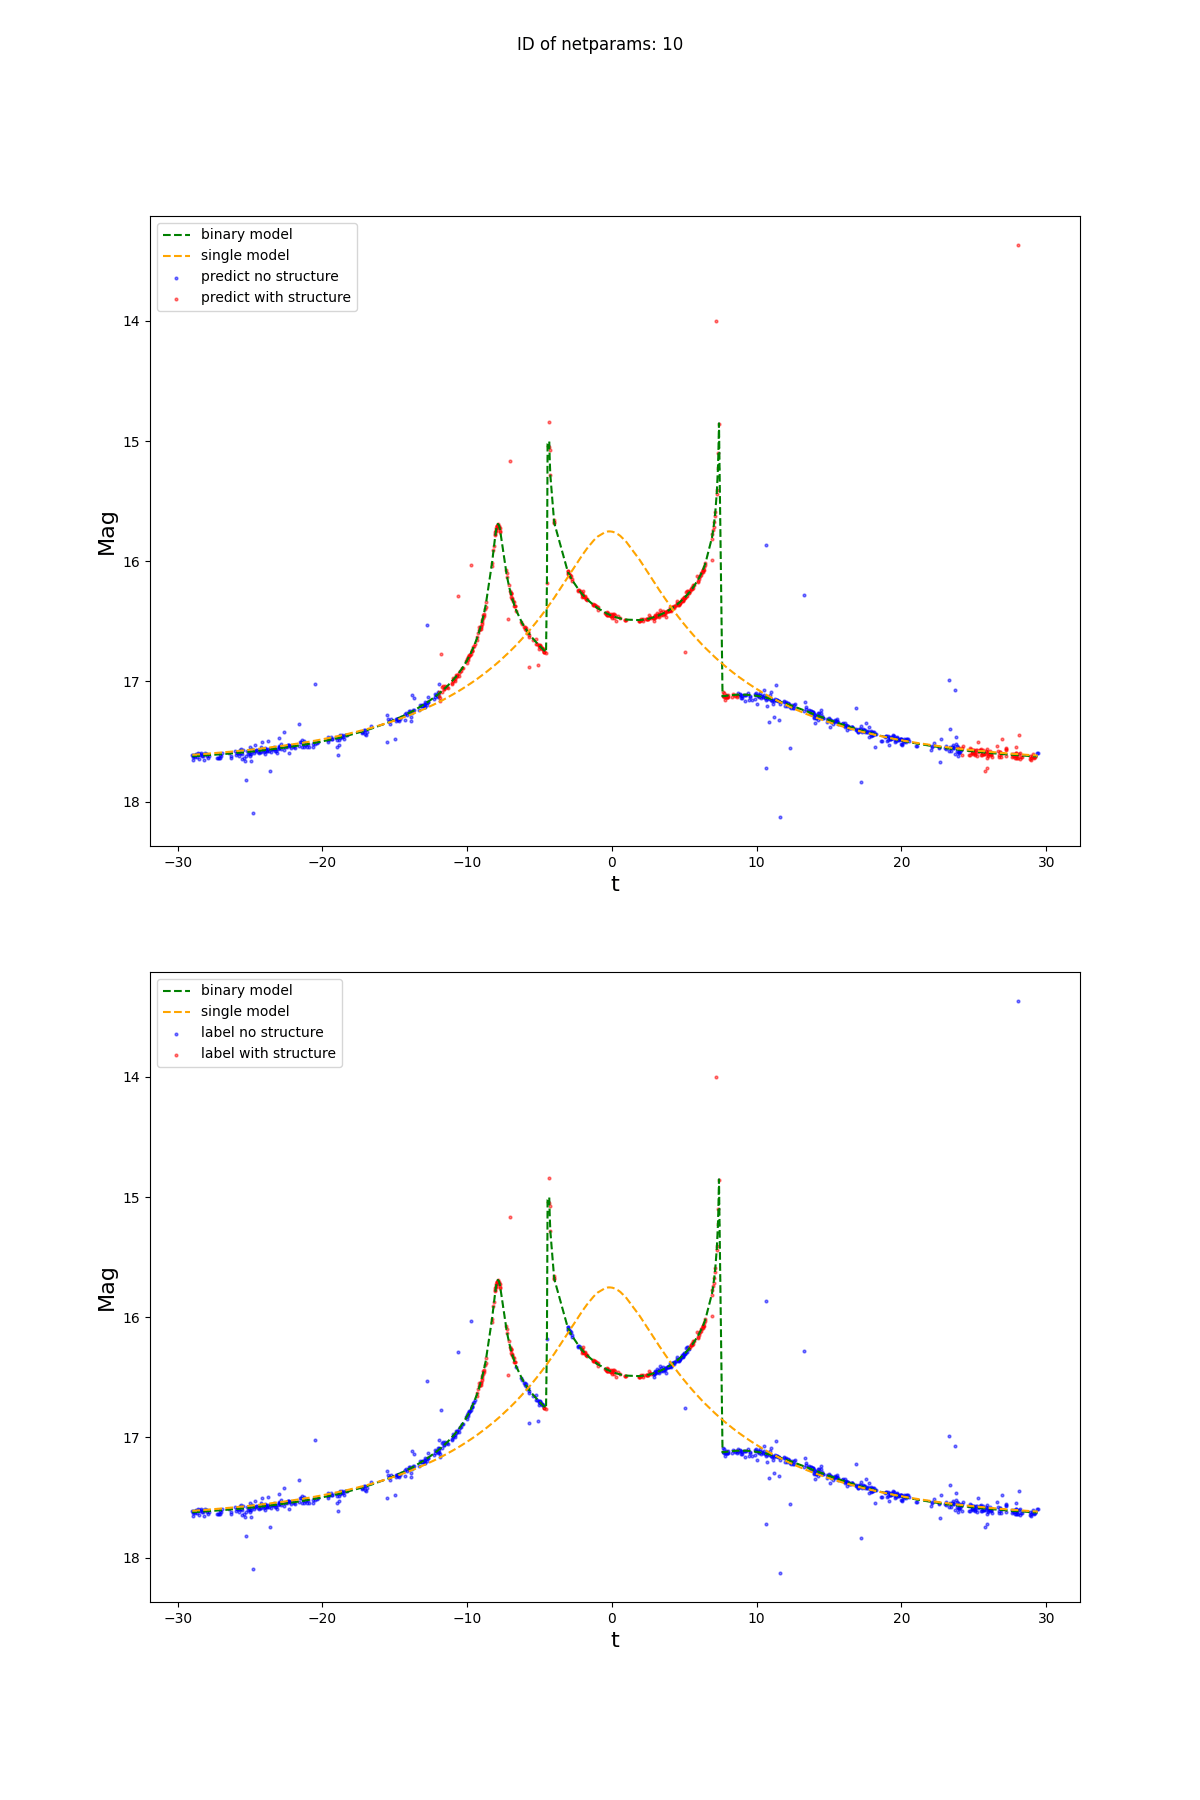 ID of netparams: 10
binary model
single model
predict no structure
predict with structure
14
15
16
17
18
Mag
−30
−20
−10
0
10
20
30
t
binary model
single model
label no structure
label with structure
14
15
16
17
18
Mag
−30
−20
−10
0
10
20
30
t